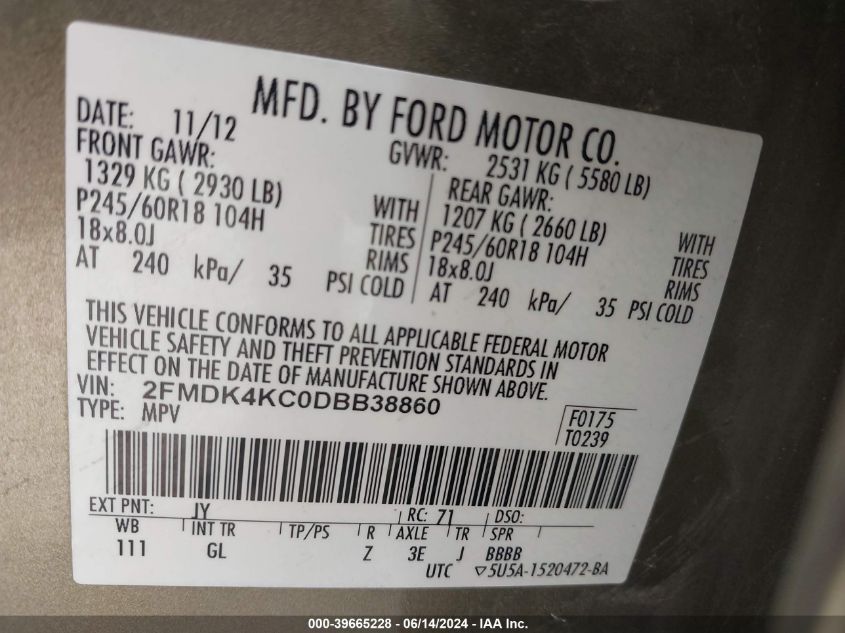 MFD. BY FORD MOTOR CO.
DATE: 11/12 GVWR: 2531 KG ( 5580 LB)
FRONT GAWR: REAR GAWR:
1329 KG ( 2930 LB) WITH 1207 KG ( 2660 LB) WITH
P245/60R18 104H TIRES P245/60R18 104H TIRES
18x8.0J RIMS 18x8.0J RIMS
AT 240 kPa/ 35 PSI COLD AT 240 kPa/ 35 PSI COLD
THIS VEHICLE CONFORMS TO ALL APPLICABLE FEDERAL MOTOR
VEHICLE SAFETY AND THEFT PREVENTION STANDARDS IN
EFFECT ON THE DATE OF MANUFACTURE SHOWN ABOVE.
VIN: 2FMDK4KC0DBB38860
TYPE: MPV F0175
T0239
EXT PNT: JY RC: 71 DSO:
WB INT TR TP/PS R AXLE TR SPR
111 GL Z 3E J BBBB
UTC ▽5U5A-1520472-BA
000-39665228 - 06/14/2024 - IAA Inc.